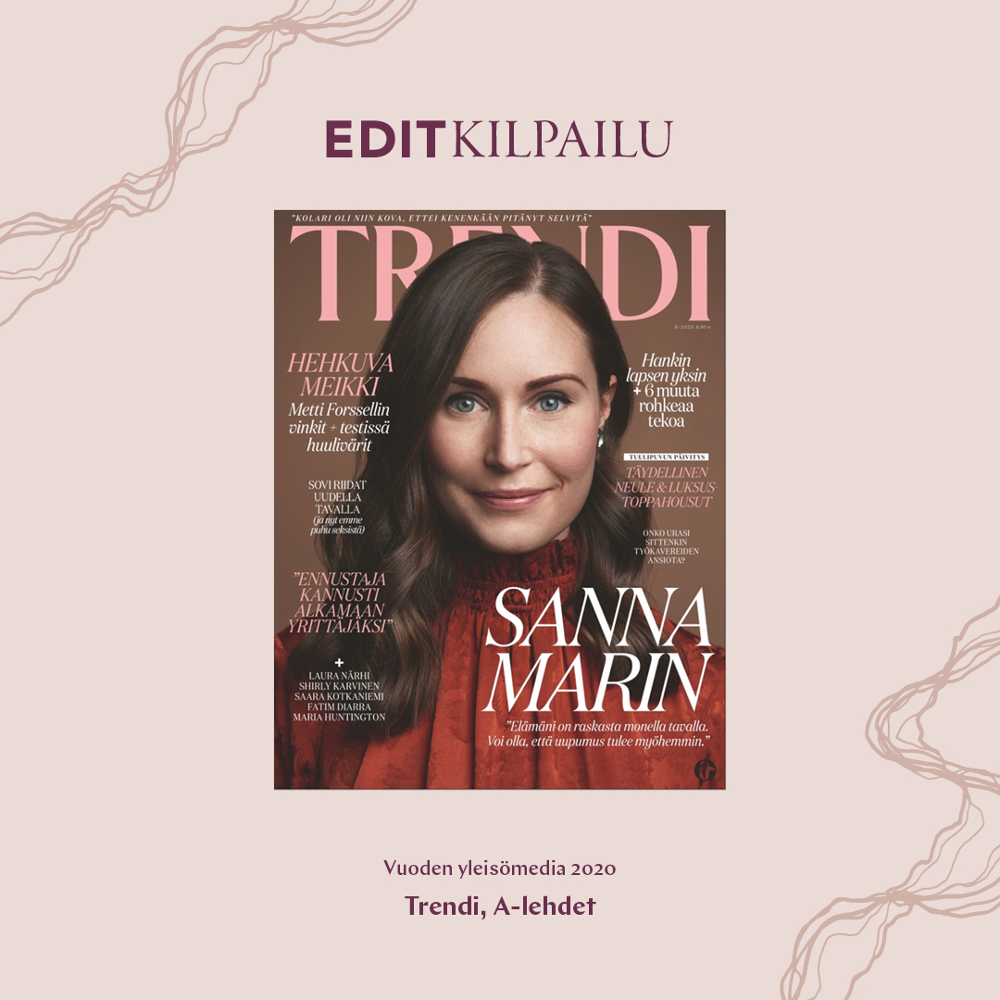 EDITKILPAILU
"KOLARI OLI NIIN KOVA, ETTEI KENENKÄÄN PITÄNYT SELVITÄ"
TRENDI
8/2020 9,90 €
HEHKUVA
MEIKKI
Metti Forssellin
vinkit + testissä
huulivärit
SOVI RIIDAT
UUDELLA
TAVALLA
(ja nyt emme
puhu seksistä)
"ENNUSTAJA
KANNUSTI
ALKAMAAN
YRITTÄJÄKSI"
+
LAURA NÄRHI
SHIRLY KARVINEN
SAARA KOTKANIEMI
FATIM DIARRA
MARIA HUNTINGTON
Hankin
lapsen yksin
+ 6 muuta
rohkeaa
tekoa
TUULIPUVUN PÄIVITYS
TÄYDELLINEN
NEULE & LUKSUS-
TOPPAHOUSUT
ONKO URASI
SITTENKIN
TYÖKAVEREIDEN
ANSIOTA?
SANNA
MARIN
"Elämäni on raskasta monella tavalla.
Voi olla, että uupumus tulee myöhemmin."
Vuoden yleisömedia 2020
Trendi, A-lehdet